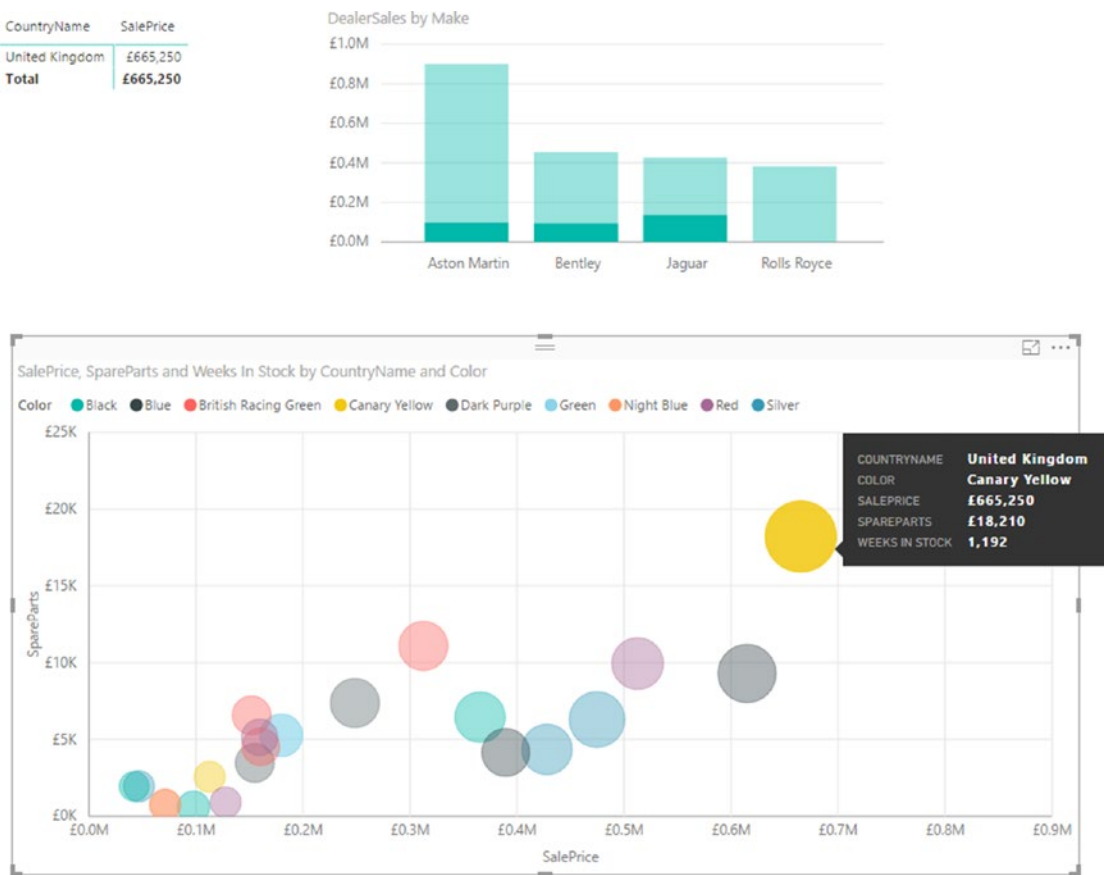 CountryName SalePrice
United Kingdom £665,250
Total £665,250
DealerSales by Make
£1.0M
£0.8M
£0.6M
£0.4M
£0.2M
£0.0M
Aston Martin Bentley Jaguar Rolls Royce
SalePrice, SpareParts and Weeks In Stock by CountryName and Color
Color Black Blue British Racing Green Canary Yellow Dark Purple Green Night Blue Red Silver
£25K
£20K
£15K
£10K
£5K
£0K
SpareParts
COUNTRYNAME United Kingdom
COLOR Canary Yellow
SALEPRICE £665,250
SPAREPARTS £18,210
WEEKS IN STOCK 1,192
£0.0M £0.1M £0.2M £0.3M £0.4M £0.5M £0.6M £0.7M £0.8M £0.9M
SalePrice